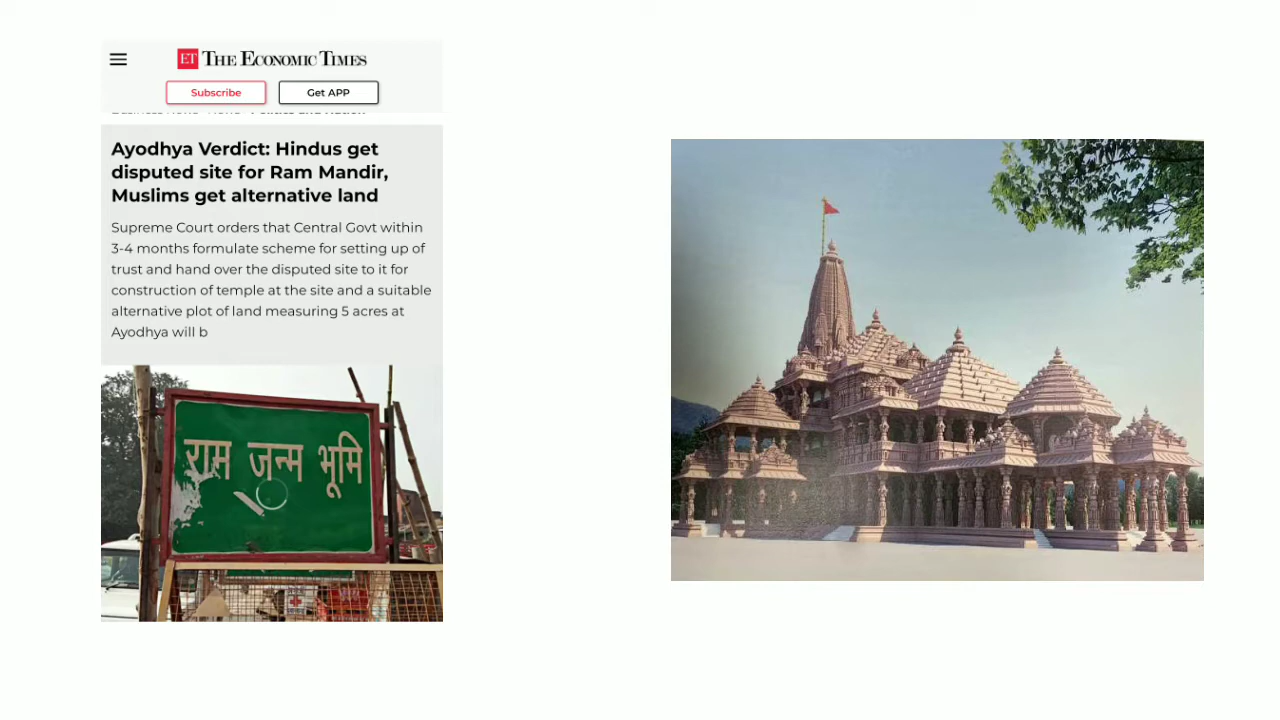 ET THE ECONOMIC TIMES
Subscribe
Get APP
Ayodhya Verdict: Hindus get
disputed site for Ram Mandir,
Muslims get alternative land
Supreme Court orders that Central Govt within
3-4 months formulate scheme for setting up of
trust and hand over the disputed site to it for
construction of temple at the site and a suitable
alternative plot of land measuring 5 acres at
Ayodhya will b
राम जन्म भूमि